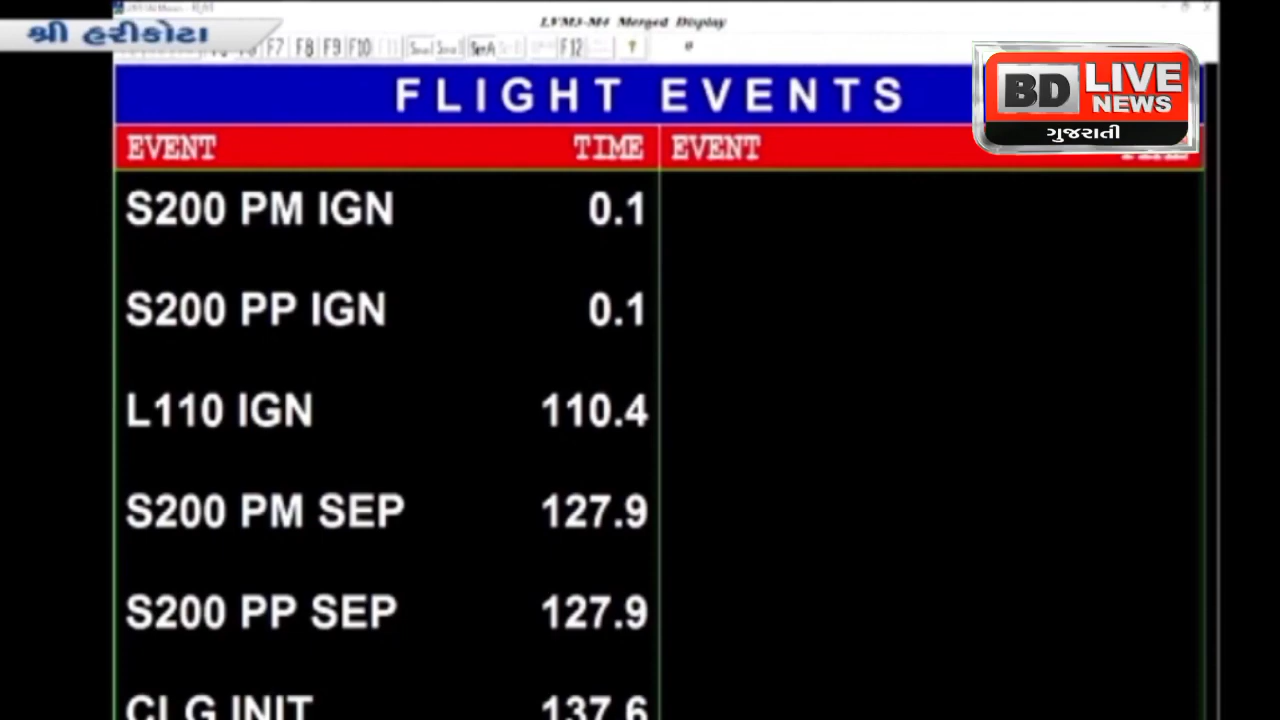 LVM3-M4 Merged Display
શ્રી હરીકોટા
F7 F8 F9 F10 F12
FLIGHT EVENTS
BD LIVE NEWS
ગુજરાતી
EVENT TIME EVENT
S200 PM IGN 0.1
S200 PP IGN 0.1
L110 IGN 110.4
S200 PM SEP 127.9
S200 PP SEP 127.9
CLG INIT 137.6